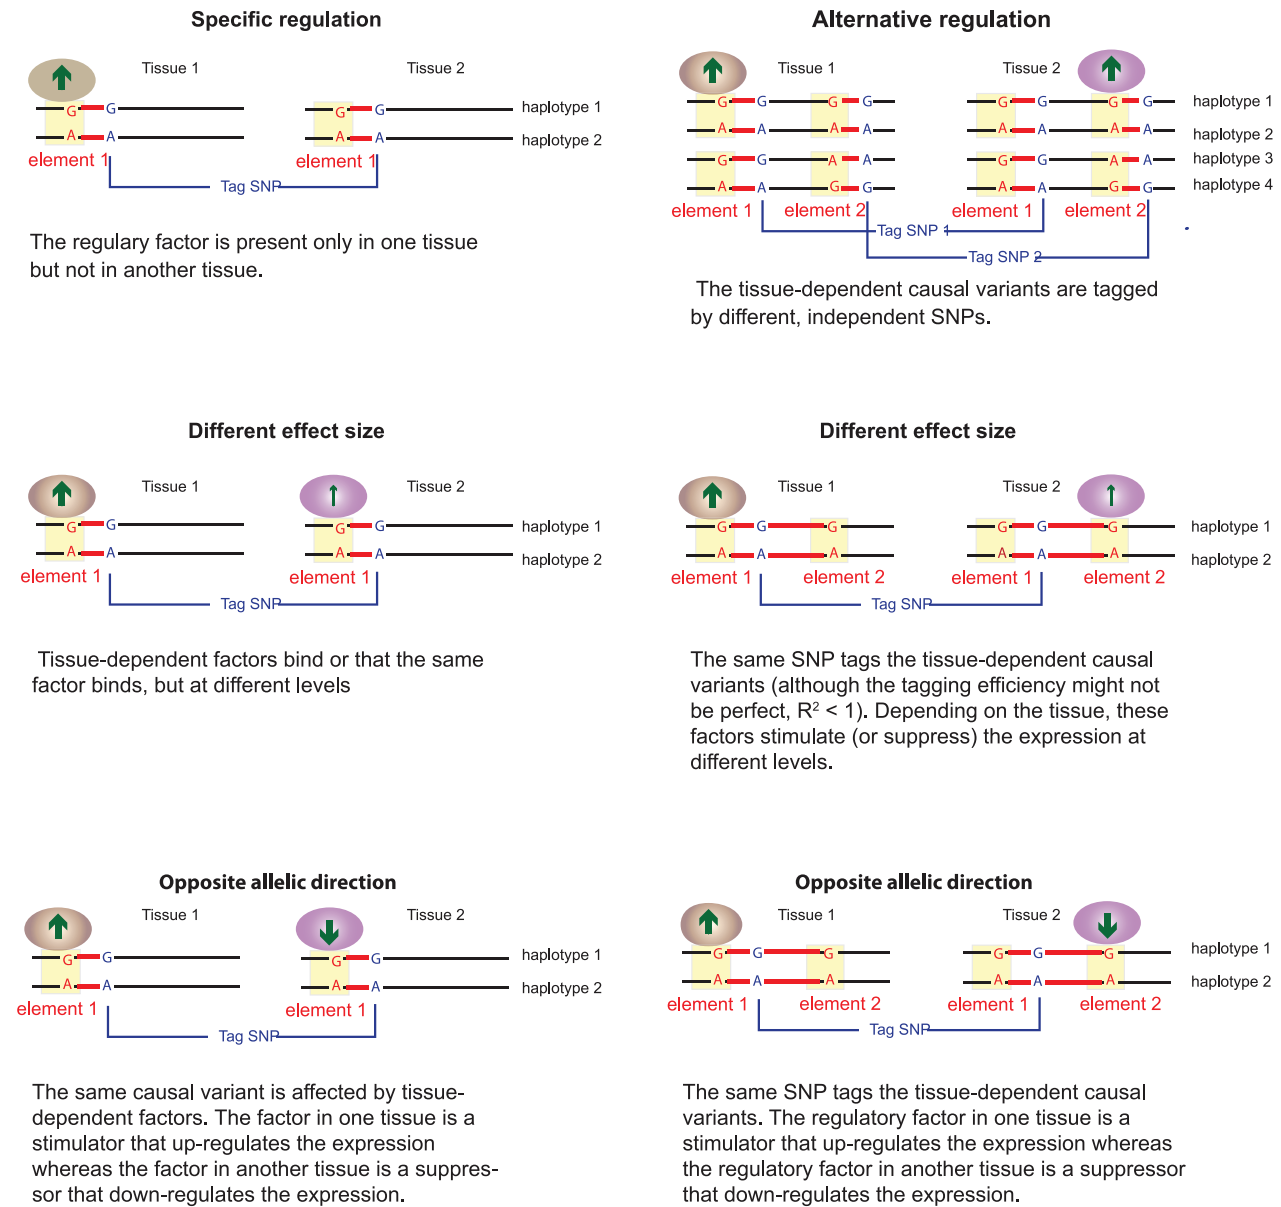 Specific regulation
Tissue 1
Tissue 2
G G
G G
haplotype 1
A A
A A
haplotype 2
element 1
element 1
Tag SNP
The regulary factor is present only in one tissue
but not in another tissue.
Alternative regulation
Tissue 1
Tissue 2
G G G G
G G G G
haplotype 1
A A A A
A A A A
haplotype 2
G G A A
G G A A
haplotype 3
A A G G
A A G G
haplotype 4
element 1
element 2
element 1
element 2
Tag SNP 1
Tag SNP 2
The tissue-dependent causal variants are tagged
by different, independent SNPs.
Different effect size
Tissue 1
Tissue 2
G G
G G
haplotype 1
A A
A A
haplotype 2
element 1
element 1
Tag SNP
Tissue-dependent factors bind or that the same
factor binds, but at different levels
Different effect size
Tissue 1
Tissue 2
G G G
G G G
haplotype 1
A A A
A A A
haplotype 2
element 1
element 2
element 1
element 2
Tag SNP
The same SNP tags the tissue-dependent causal
variants (although the tagging efficiency might not
be perfect, R² < 1). Depending on the tissue, these
factors stimulate (or suppress) the expression at
different levels.
Opposite allelic direction
Tissue 1
Tissue 2
G G
G G
haplotype 1
A A
A A
haplotype 2
element 1
element 1
Tag SNP
The same causal variant is affected by tissue-
dependent factors. The factor in one tissue is a
stimulator that up-regulates the expression
whereas the factor in another tissue is a suppres-
sor that down-regulates the expression.
Opposite allelic direction
Tissue 1
Tissue 2
G G G
G G G
haplotype 1
A A A
A A A
haplotype 2
element 1
element 2
element 1
element 2
Tag SNP
The same SNP tags the tissue-dependent causal
variants. The regulatory factor in one tissue is a
stimulator that up-regulates the expression whereas
the regulatory factor in another tissue is a suppressor
that down-regulates the expression.